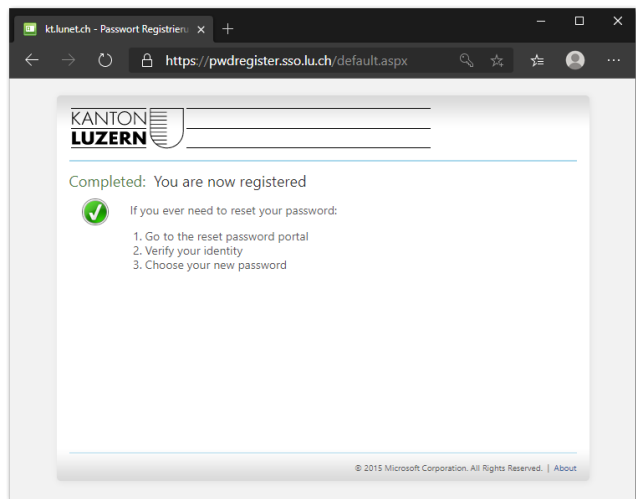 kt.lunet.ch - Passwort Registrieru
https://pwdregister.sso.lu.ch/default.aspx
KANTON
LUZERN
Completed: You are now registered
If you ever need to reset your password:
1. Go to the reset password portal
2. Verify your identity
3. Choose your new password
© 2015 Microsoft Corporation. All Rights Reserved. | About